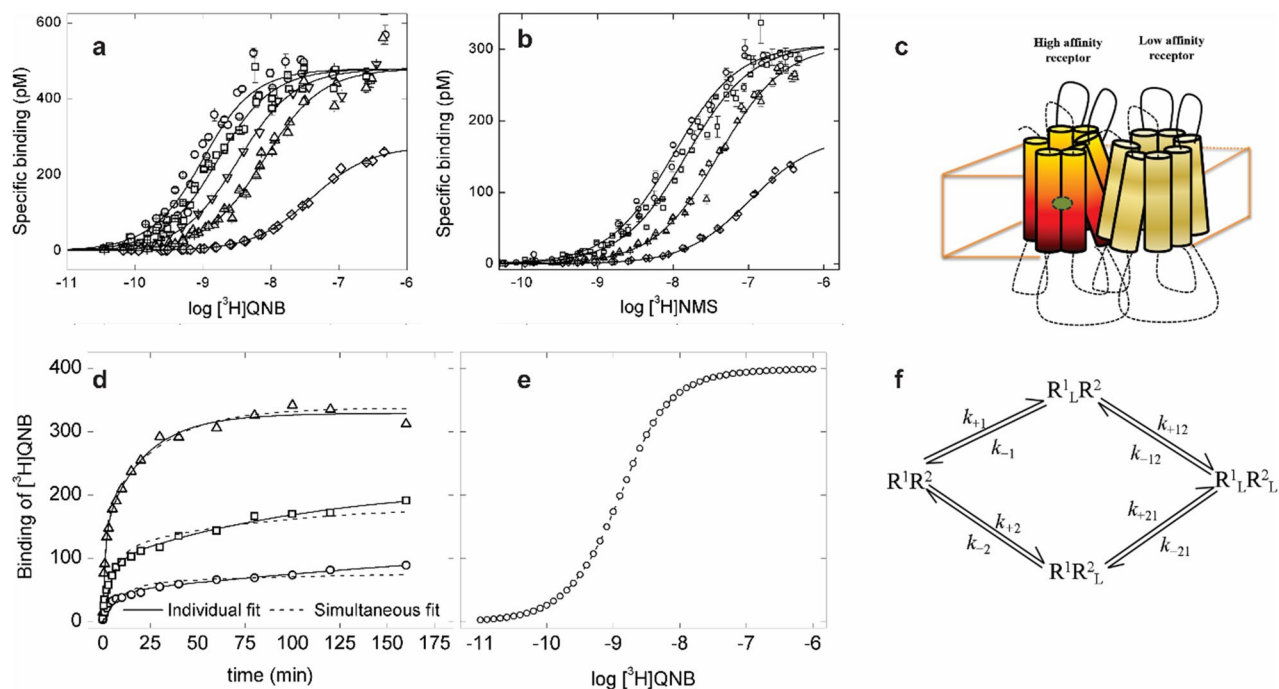 a
600
400
200
0
Specific binding (pM)
-11
-10
-9
-8
-7
-6
log [³H]QNB
b
300
200
100
0
Specific binding (pM)
-10
-9
-8
-7
-6
log [³H]NMS
c
High affinity
receptor
Low affinity
receptor
d
400
300
200
100
0
Binding of [³H]QNB
Individual fit
Simultaneous fit
0
25
50
75
100
125
150
175
time (min)
e
-11
-10
-9
-8
-7
-6
log [³H]QNB
f
R¹LR²
k+1
k-1
k+12
k-12
R¹R²
R¹LR²L
k+2
k-2
k+21
k-21
R¹R²L